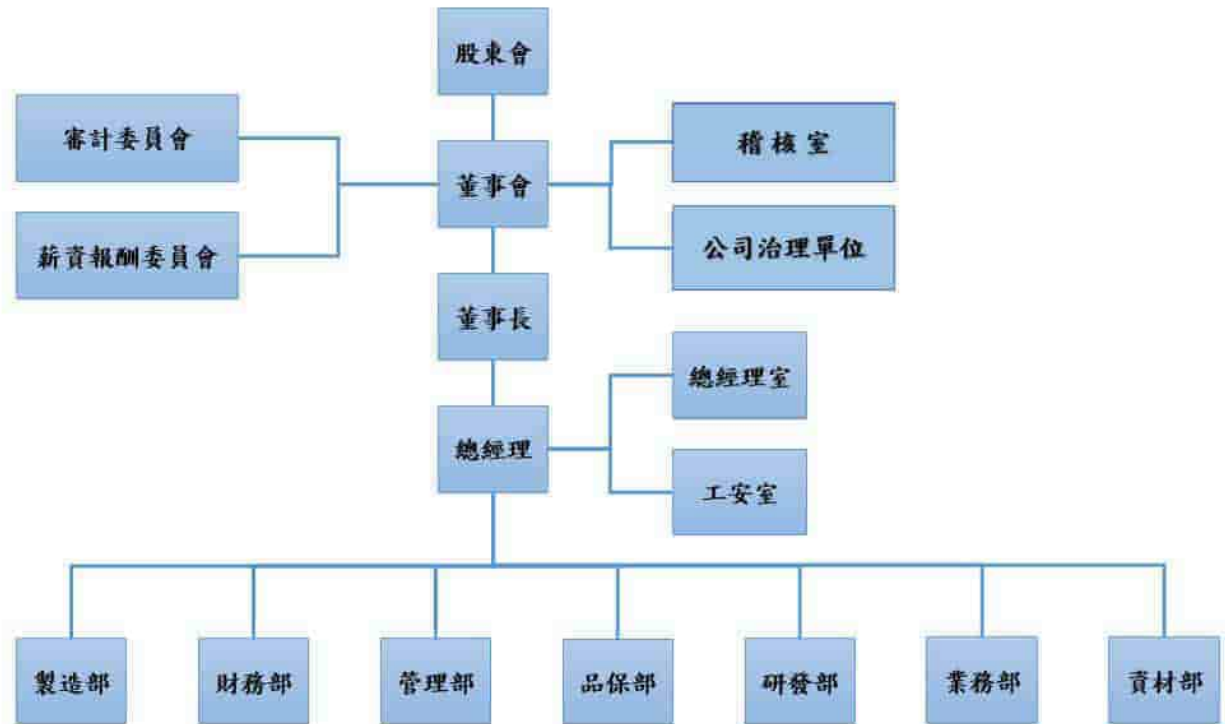 股東會
審計委員會
稽核室
董事會
薪資報酬委員會
公司治理單位
董事長
總經理室
總經理
工安室
製造部
財務部
管理部
品保部
研發部
業務部
資材部